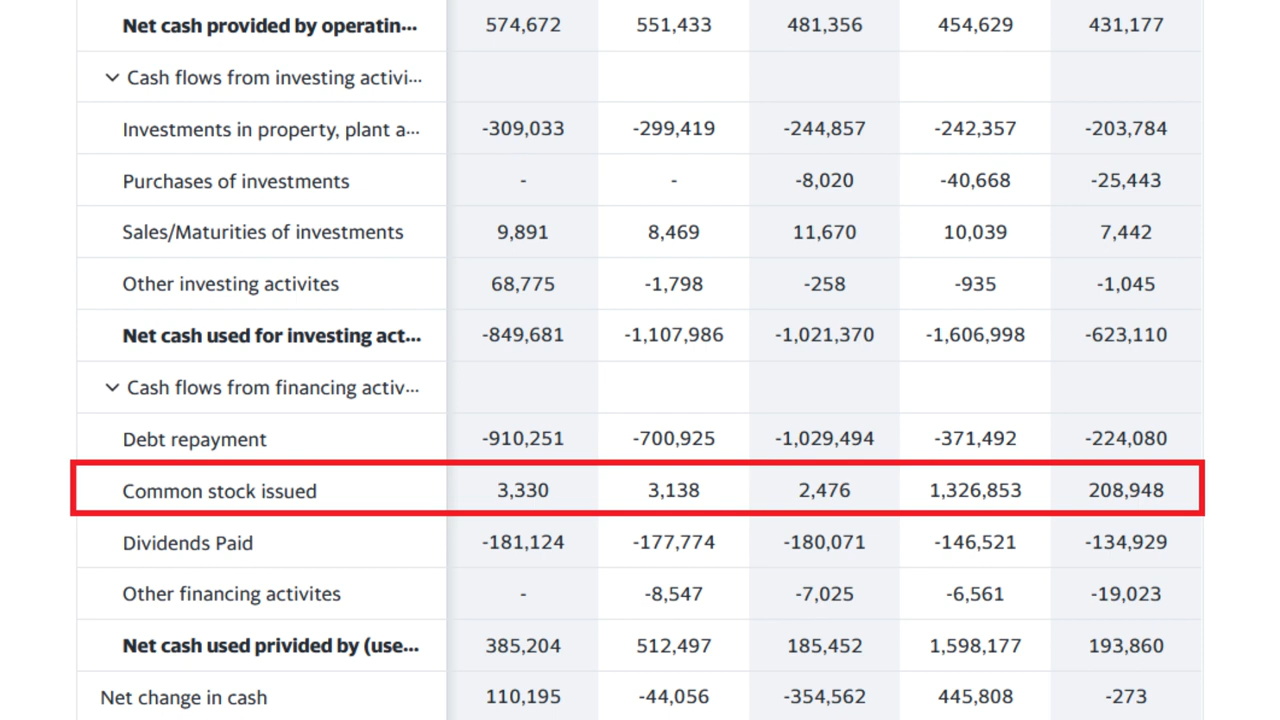 Net cash provided by operatin... 574,672 551,433 481,356 454,629 431,177
Cash flows from investing activi...
Investments in property, plant a... -309,033 -299,419 -244,857 -242,357 -203,784
Purchases of investments - - -8,020 -40,668 -25,443
Sales/Maturities of investments 9,891 8,469 11,670 10,039 7,442
Other investing activites 68,775 -1,798 -258 -935 -1,045
Net cash used for investing act... -849,681 -1,107,986 -1,021,370 -1,606,998 -623,110
Cash flows from financing activ...
Debt repayment -910,251 -700,925 -1,029,494 -371,492 -224,080
Common stock issued 3,330 3,138 2,476 1,326,853 208,948
Dividends Paid -181,124 -177,774 -180,071 -146,521 -134,929
Other financing activites - -8,547 -7,025 -6,561 -19,023
Net cash used privided by (use... 385,204 512,497 185,452 1,598,177 193,860
Net change in cash 110,195 -44,056 -354,562 445,808 -273